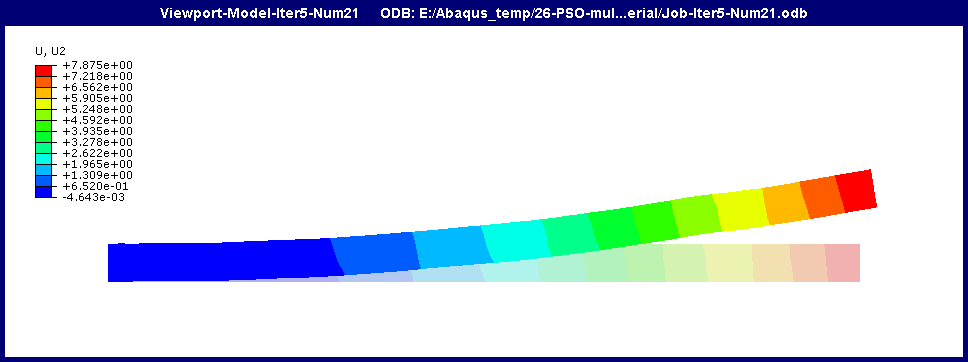 Viewport-Model-Iter5-Num21 ODB: E:/Abaqus_temp/26-PSO-mul...erial/Job-Iter5-Num21.odb
U, U2
+7.875e+00
+7.218e+00
+6.562e+00
+5.905e+00
+5.248e+00
+4.592e+00
+3.935e+00
+3.278e+00
+2.622e+00
+1.965e+00
+1.309e+00
+6.520e-01
-4.643e-03